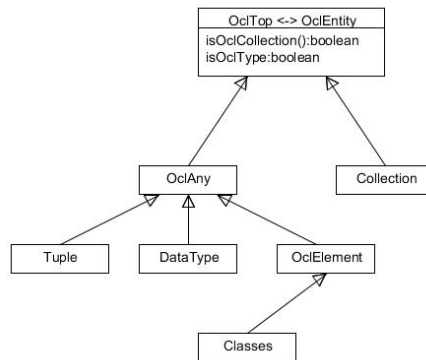 OclTop <-> OclEntity
isOclCollection():boolean
isOclType:boolean
OclAny
Collection
Tuple
DataType
OclElement
Classes